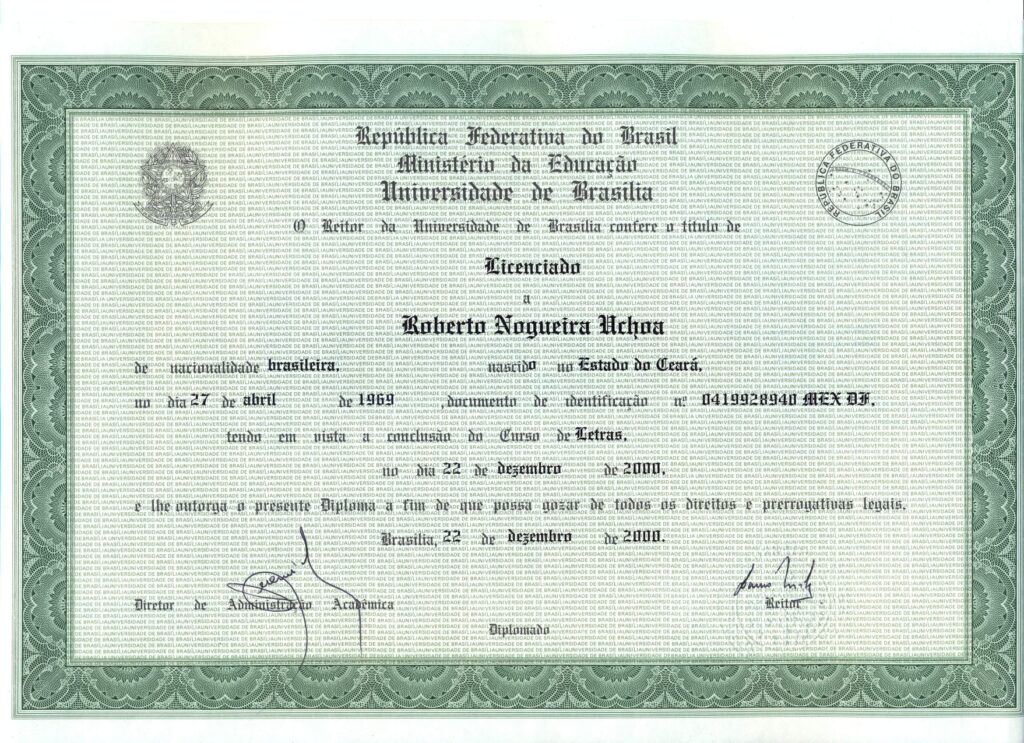 República Federativa do Brasil
Ministério da Educação
Universidade de Brasília
REPÚBLICA FEDERATIVA DO BRASIL
O Reitor da Universidade de Brasília confere o título de
Licenciado
a
Roberto Nogueira Uchoa
de nacionalidade brasileira, nascido no Estado do Ceará,
no dia 27 de abril de 1969 ,documento de identificação nº 0419928940 MEX DF,
tendo em vista a conclusão do Curso de Letras,
no dia 22 de dezembro de 2000,
e lhe outorga o presente Diploma a fim de que possa gozar de todos os direitos e prerrogativas legais.
Brasília, 22 de dezembro de 2000.
Diretor de Administração Acadêmica
Reitor
Diplomado